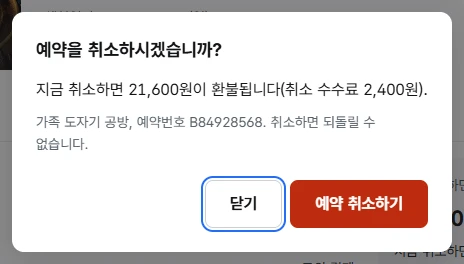 예약을 취소하시겠습니까?
지금 취소하면 21,600원이 환불됩니다(취소 수수료 2,400원).
가족 도자기 공방, 예약번호 B84928568. 취소하면 되돌릴 수
없습니다.
닫기
예약 취소하기